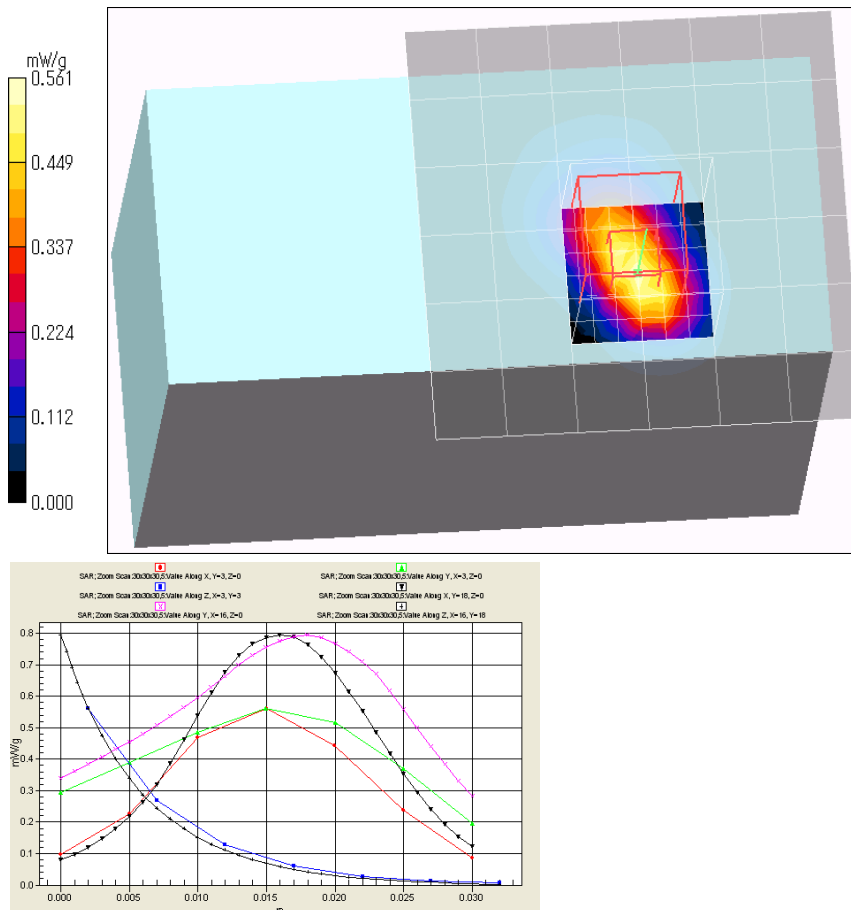 mW/g
0.561
0.449
0.337
0.224
0.112
0.000
SAR; Zoom Scan:30x30x30,5:Value Along X, Y=3, Z=0
SAR; Zoom Scan:30x30x30,5:Value Along Y, X=3, Z=0
SAR; Zoom Scan:30x30x30,5:Value Along Z, X=3, Y=3
SAR; Zoom Scan:30x30x30,5:Value Along X, Y=18, Z=0
SAR; Zoom Scan:30x30x30,5:Value Along Y, X=16, Z=0
SAR; Zoom Scan:30x30x30,5:Value Along Z, X=16, Y=18
0.8
0.7
0.6
0.5
0.4
0.3
0.2
0.1
0.0
mW/g
0.000
0.005
0.010
0.015
0.020
0.025
0.030